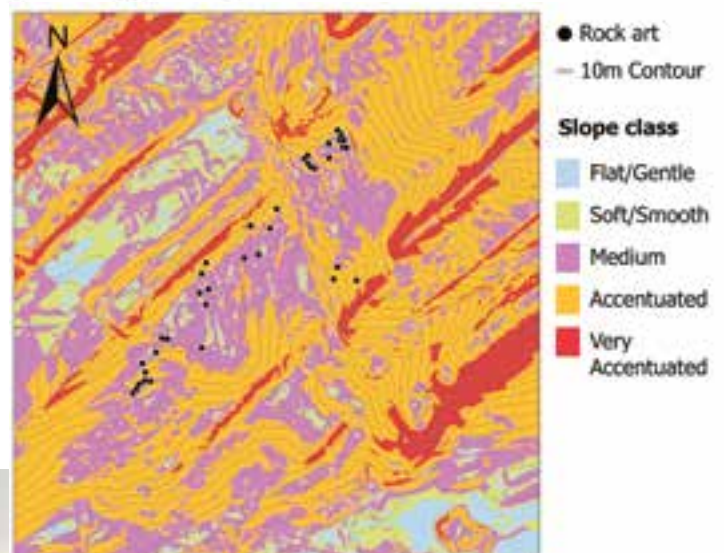 N
Rock art
10m Contour
Slope class
Flat/Gentle
Soft/Smooth
Medium
Accentuated
Very
Accentuated